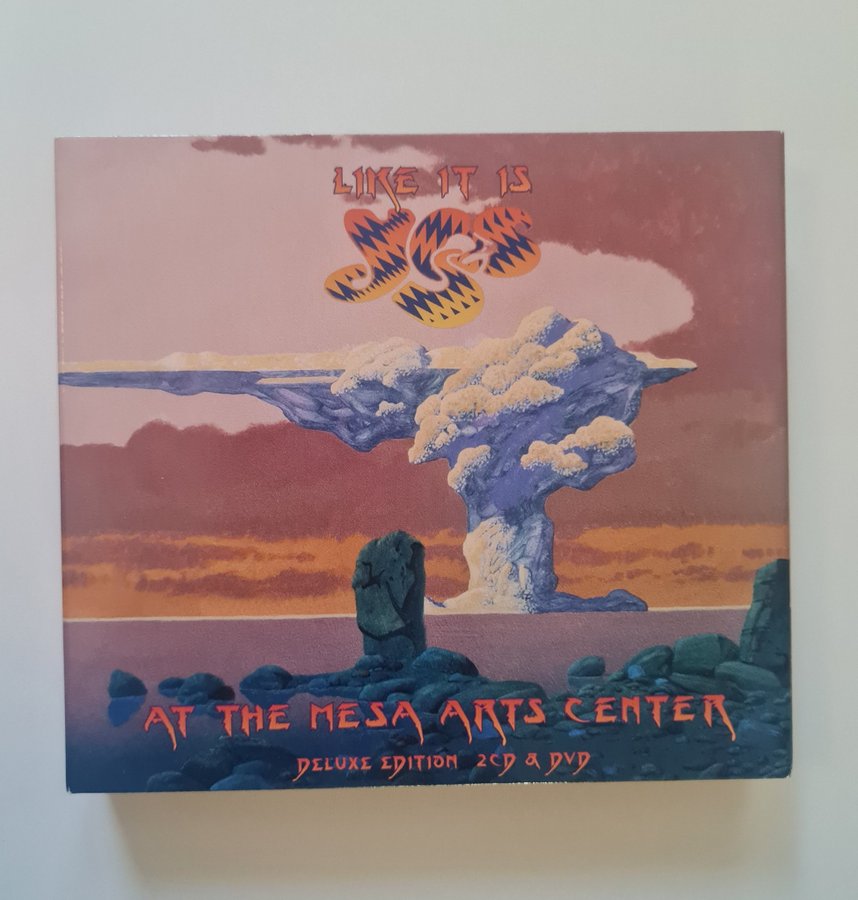 LIKE IT IS
YES
AT THE MESA ARTS CENTER
DELUXE EDITION 2CD & DVD